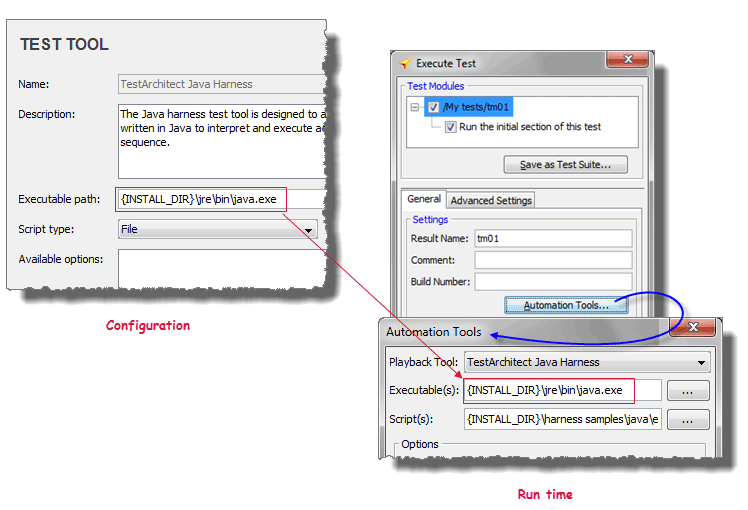 TEST TOOL
Name:
TestArchitect Java Harness
Description:
The Java harness test tool is designed to a
written in Java to interpret and execute ac
sequence.
Executable path:
{INSTALL_DIR}\jre\bin\java.exe
Script type:
File
Available options:
Configuration
Execute Test
Test Modules
/My tests/tm01
Run the initial section of this test
Save as Test Suite...
General
Advanced Settings
Settings
Result Name:
tm01
Comment:
Build Number:
Automation Tools...
Automation Tools
Playback Tool:
TestArchitect Java Harness
Executable(s):
{INSTALL_DIR}\jre\bin\java.exe
...
Script(s):
{INSTALL_DIR}\harness samples\java\e
...
Options
Run time